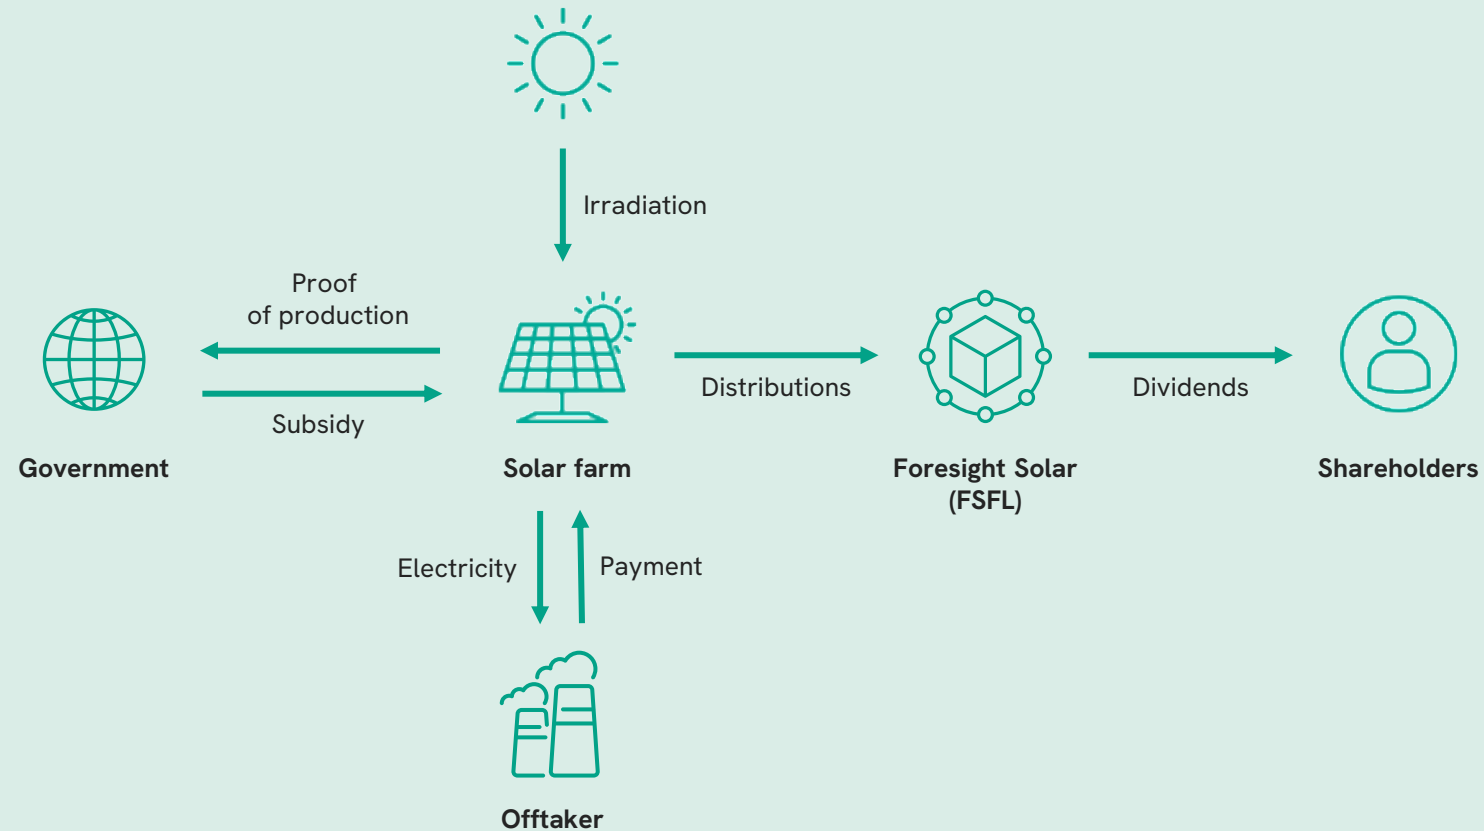 Irradiation
Proof
of production
Subsidy
Distributions
Dividends
Government
Solar farm
Foresight Solar
(FSFL)
Shareholders
Electricity
Payment
Offtaker